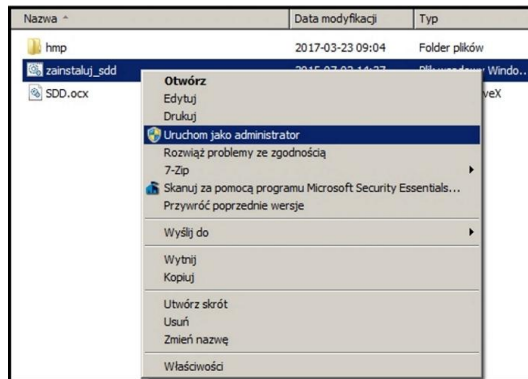 Nazwa Data modyfikacji Typ
hmp 2017-03-23 09:04 Folder plików
zainstaluj_sdd
SDD.ocx
Otwórz
Edytuj
Drukuj
Uruchom jako administrator
Rozwiąż problemy ze zgodnością
7-Zip
Skanuj za pomocą programu Microsoft Security Essentials...
Przywróć poprzednie wersje
Wyślij do
Wytnij
Kopiuj
Utwórz skrót
Usuń
Zmień nazwę
Właściwości